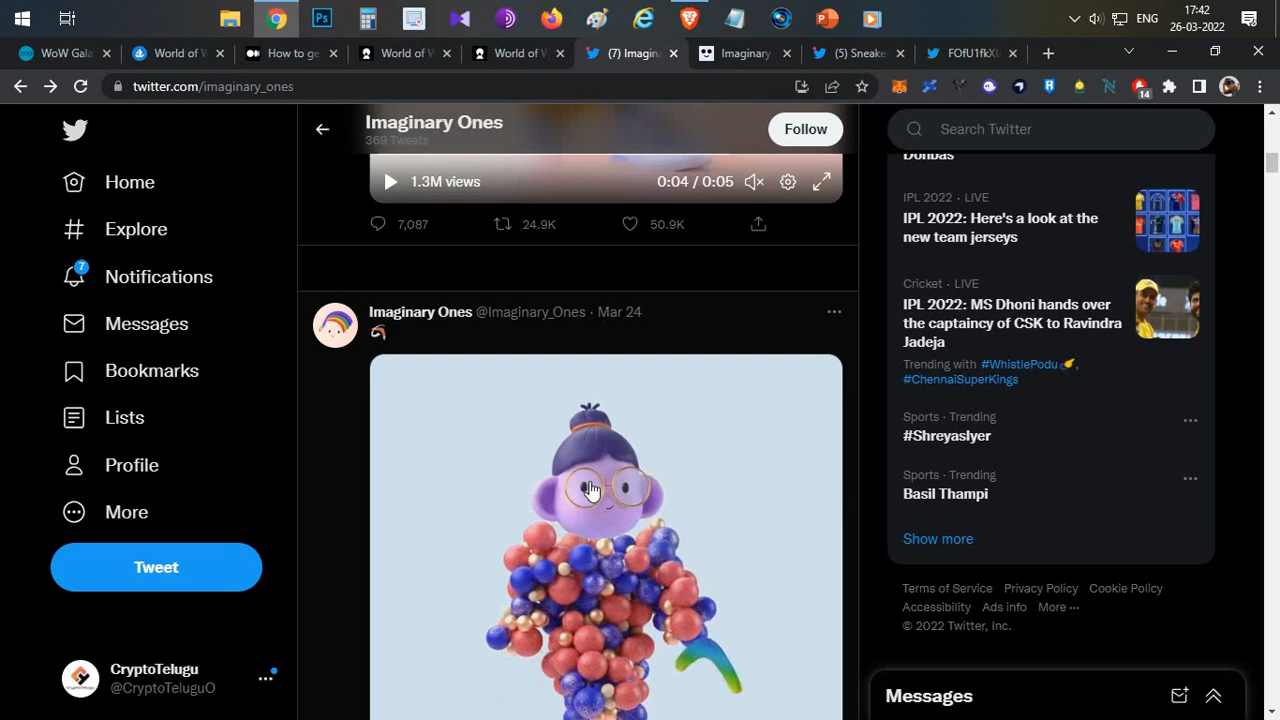 17:42
ENG
26-03-2022
WoW Gala
World of W
How to ge
World of W
World of W
(7) Imagin
Imaginary
(5) Sneake
FOfU1fkXI
twitter.com/imaginary_ones
14
Imaginary Ones
369 Tweets
Follow
Search Twitter
Home
Explore
7
Notifications
Messages
Bookmarks
Lists
Profile
More
Tweet
CryptoTelugu
@CryptoTeluguO
1.3M views
0:04 / 0:05
7,087
24.9K
50.9K
Imaginary Ones @Imaginary_Ones · Mar 24
Donbas
IPL 2022 · LIVE
IPL 2022: Here's a look at the
new team jerseys
Cricket · LIVE
IPL 2022: MS Dhoni hands over
the captaincy of CSK to Ravindra
Jadeja
Trending with #WhistlePodu,
#ChennaiSuperKings
Sports · Trending
#ShreyasIyer
Sports · Trending
Basil Thampi
Show more
Terms of Service Privacy Policy Cookie Policy
Accessibility Ads info More ···
© 2022 Twitter, Inc.
Messages